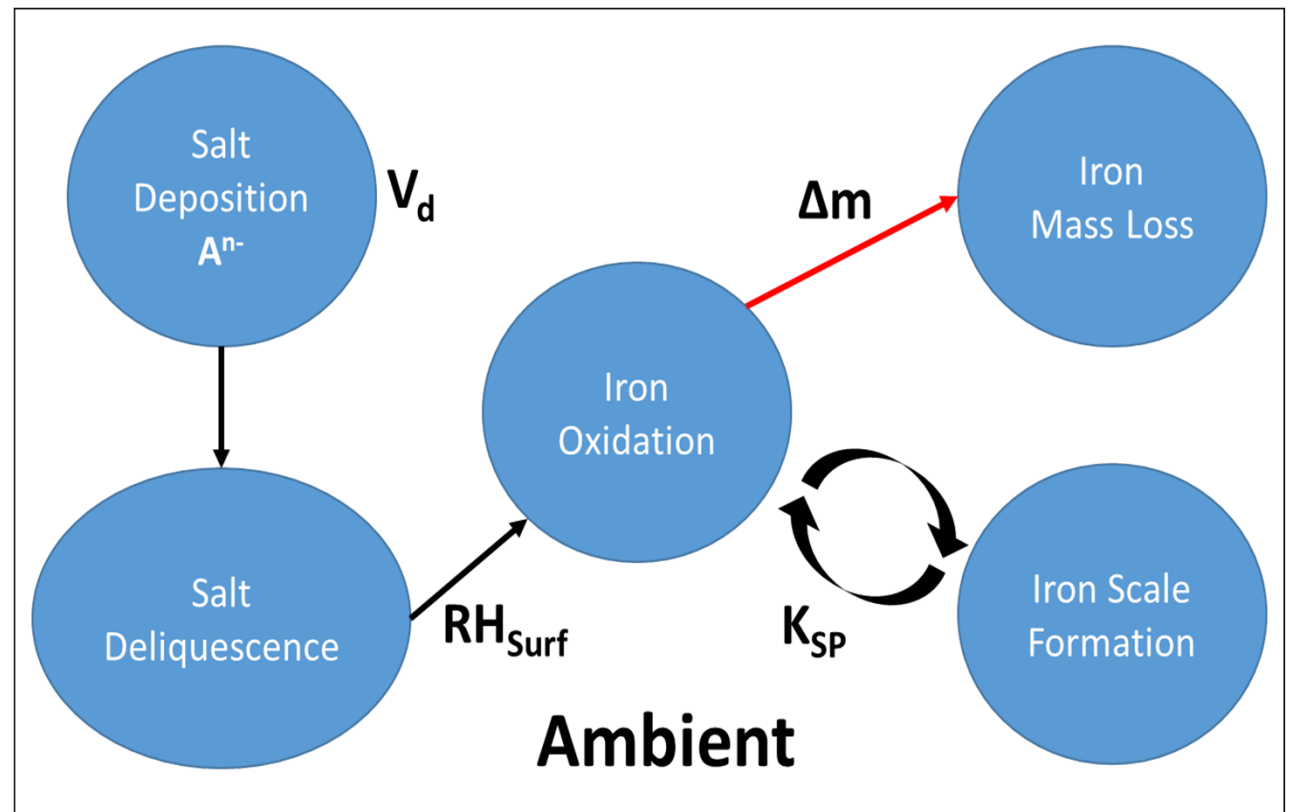 Salt
Deposition
Aⁿ⁻
V_d
Δm
Iron
Mass Loss
Iron
Oxidation
Salt
Deliquescence
RH_Surf
K_SP
Iron Scale
Formation
Ambient